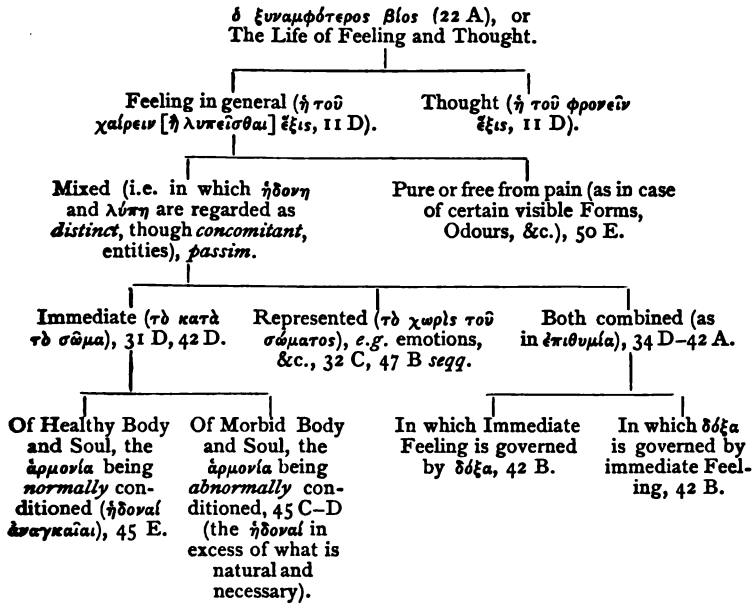 ὁ ξυναμφότερος βίος (22 A), or
The Life of Feeling and Thought.
Feeling in general (ἡ τοῦ
χαίρειν [ἢ λυπεῖσθαι] ἕξις, 11 D).
Thought (ἡ τοῦ φρονεῖν
ἕξις, 11 D).
Mixed (i.e. in which ἡδονη
and λύπη are regarded as
distinct, though concomitant,
entities), passim.
Pure or free from pain (as in case
of certain visible Forms,
Odours, &c.), 50 E.
Immediate (τὸ κατὰ
τὸ σῶμα), 31 D, 42 D.
Represented (τὸ χωρὶς τοῦ
σώματος), e.g. emotions,
&c., 32 C, 47 B seqq.
Both combined (as
in ἐπιθυμία), 34 D–42 A.
Of Healthy Body
and Soul, the
ἁρμονία being
normally con-
ditioned (ἡδοναὶ
ἀναγκαῖαι), 45 E.
Of Morbid Body
and Soul, the
ἁρμονία being
abnormally con-
ditioned, 45 C–D
(the ἡδοναί in
excess of what is
natural and
necessary).
In which Immediate
Feeling is governed
by δόξα, 42 B.
In which δόξα
is governed by
immediate Feel-
ing, 42 B.